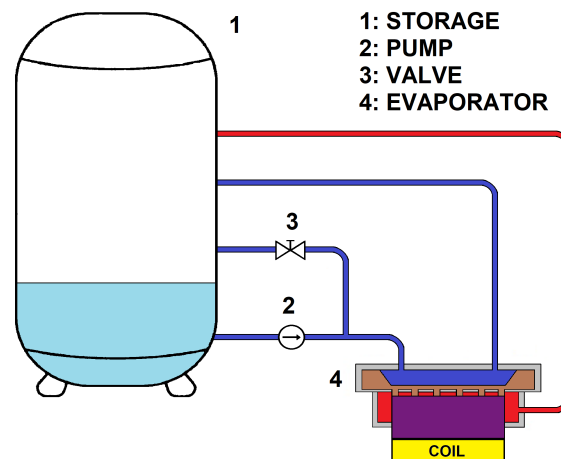 1
1: STORAGE
2: PUMP
3: VALVE
4: EVAPORATOR
3
2
4
COIL